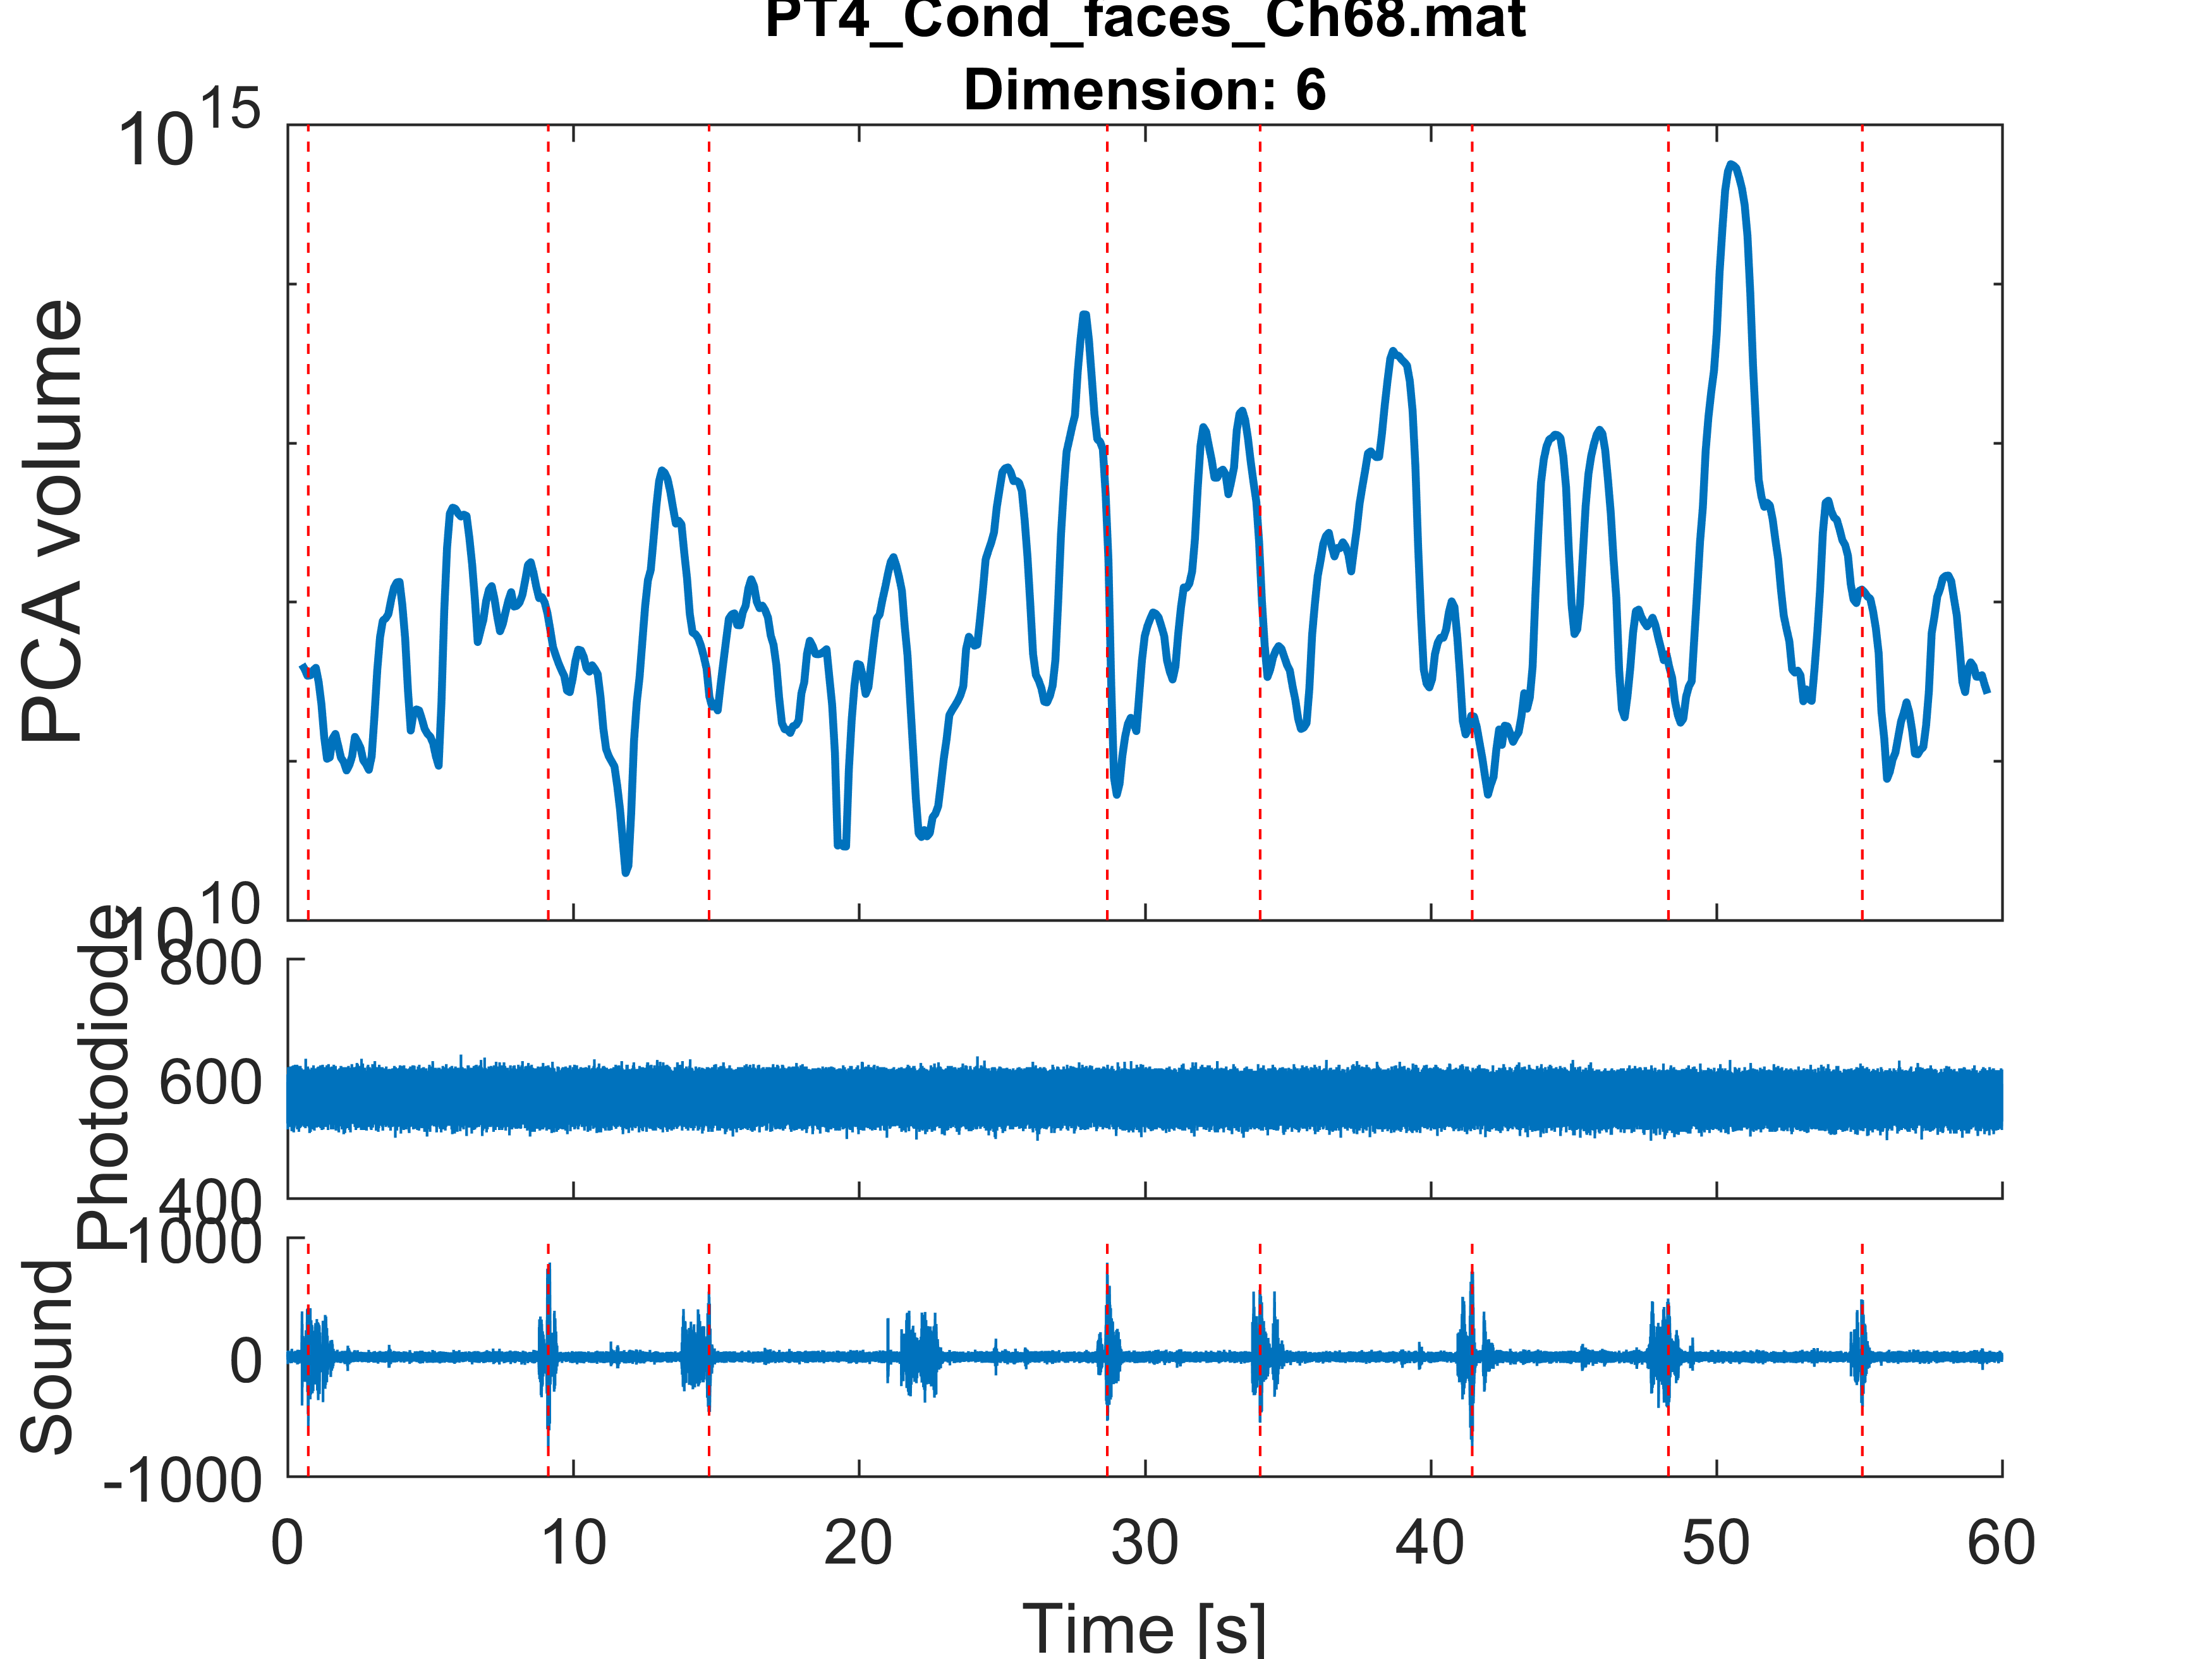 PT4_Cond_faces_Ch68.mat
Dimension: 6
10^15
PCA volume
10^10
800
Photodiode
600
400
1000
Sound
0
-1000
0 10 20 30 40 50 60
Time [s]